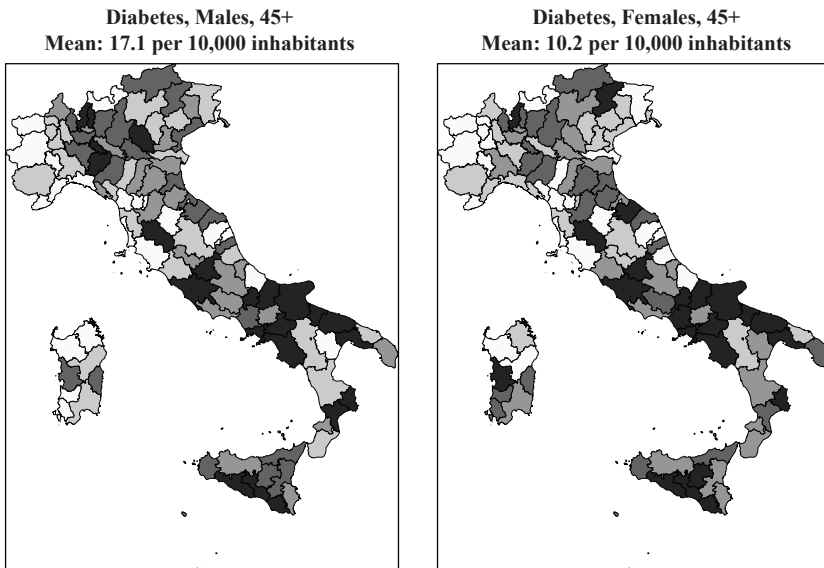 Diabetes, Males, 45+
Mean: 17.1 per 10,000 inhabitants
Diabetes, Females, 45+
Mean: 10.2 per 10,000 inhabitants